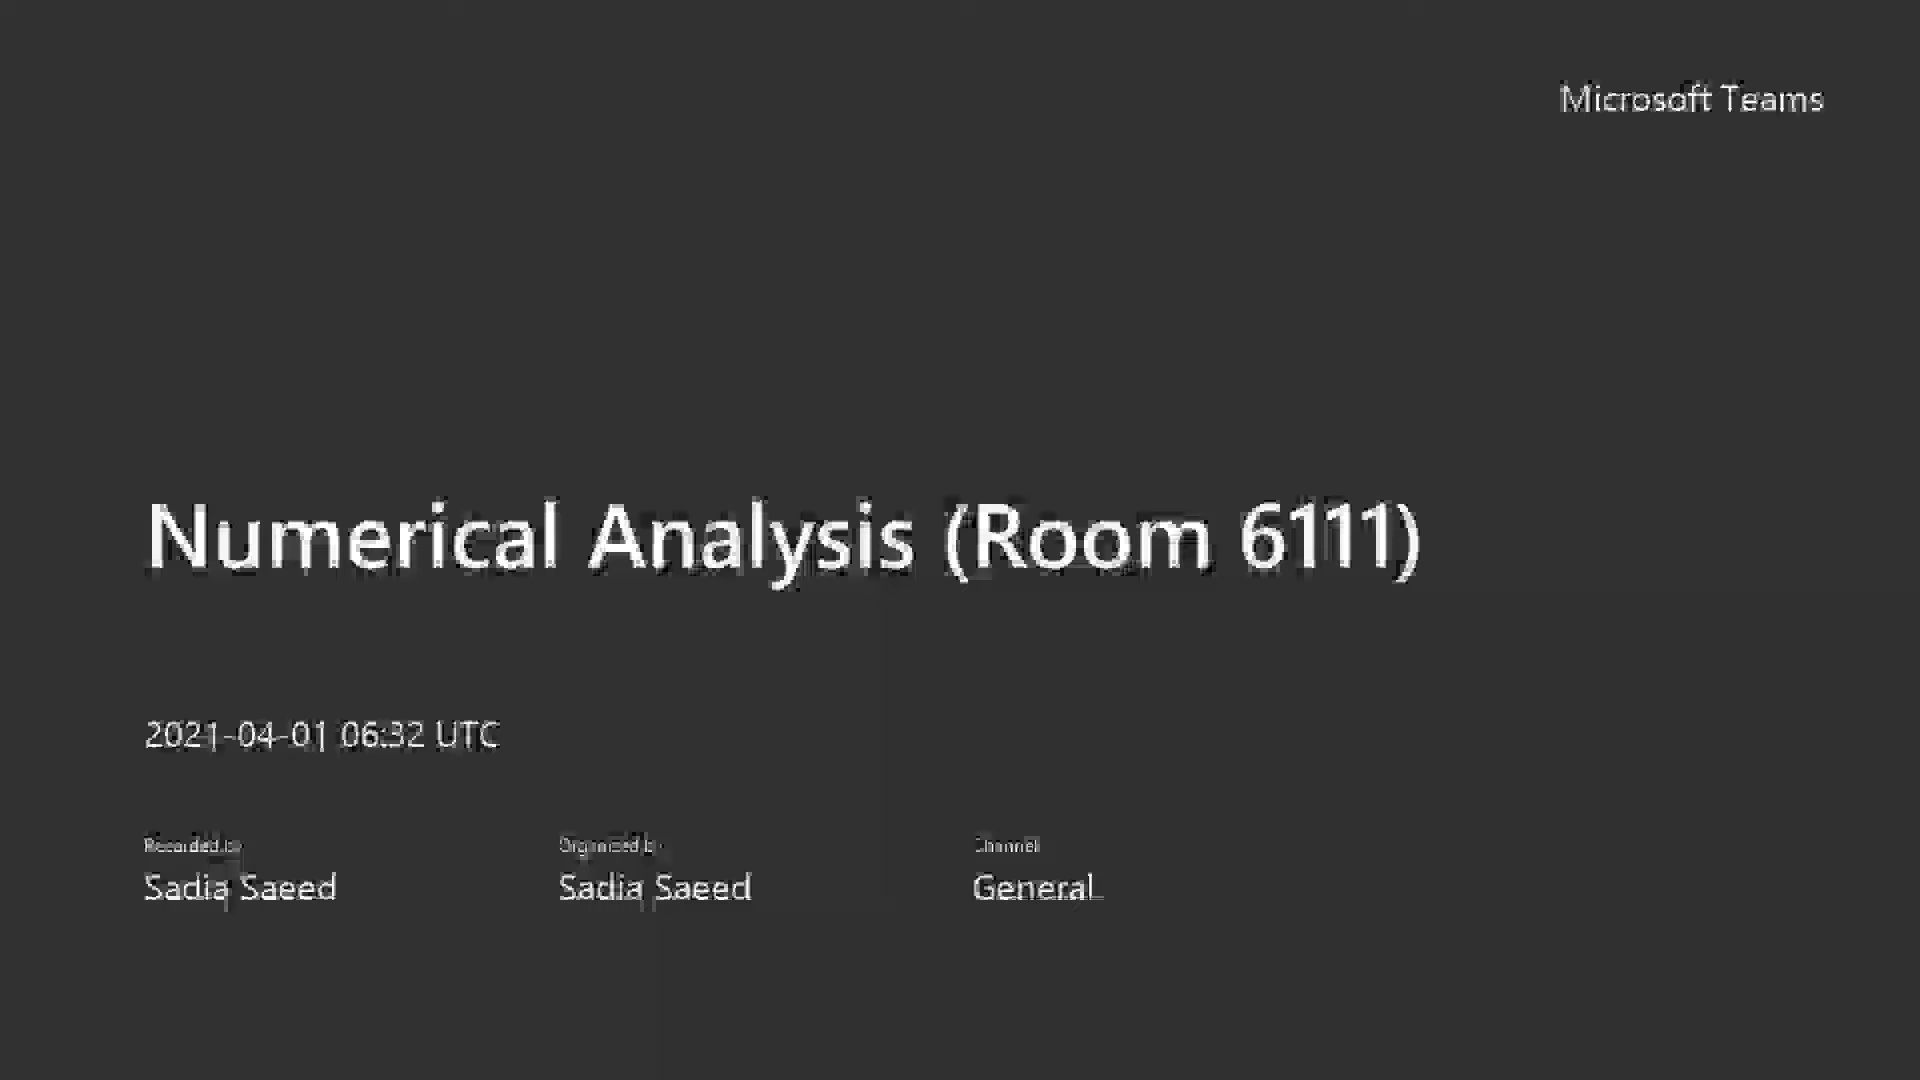 Microsoft Teams
Numerical Analysis (Room 6111)
2021-04-01 06:32 UTC
Recorded by
Organized by
Channel
Sadia Saeed
Sadia Saeed
General